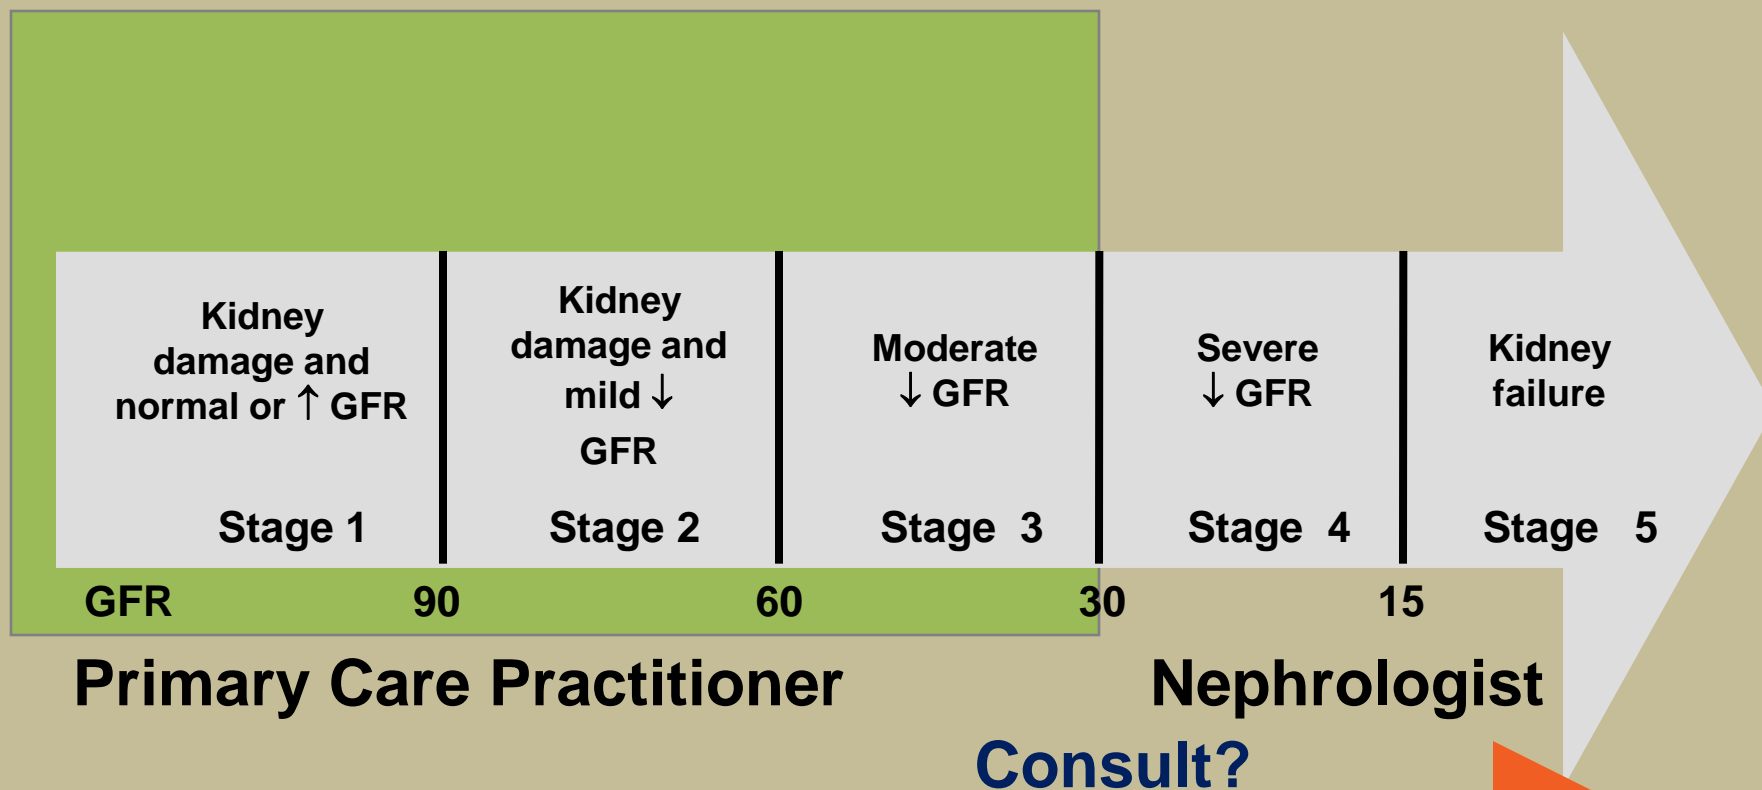 Kidney
damage and
normal or ↑ GFR
Stage 1
Kidney
damage and
mild ↓
GFR
Stage 2
Moderate
↓ GFR
Stage 3
Severe
↓ GFR
Stage 4
Kidney
failure
Stage 5
GFR 90 60 30 15
Primary Care Practitioner
Nephrologist
Consult?